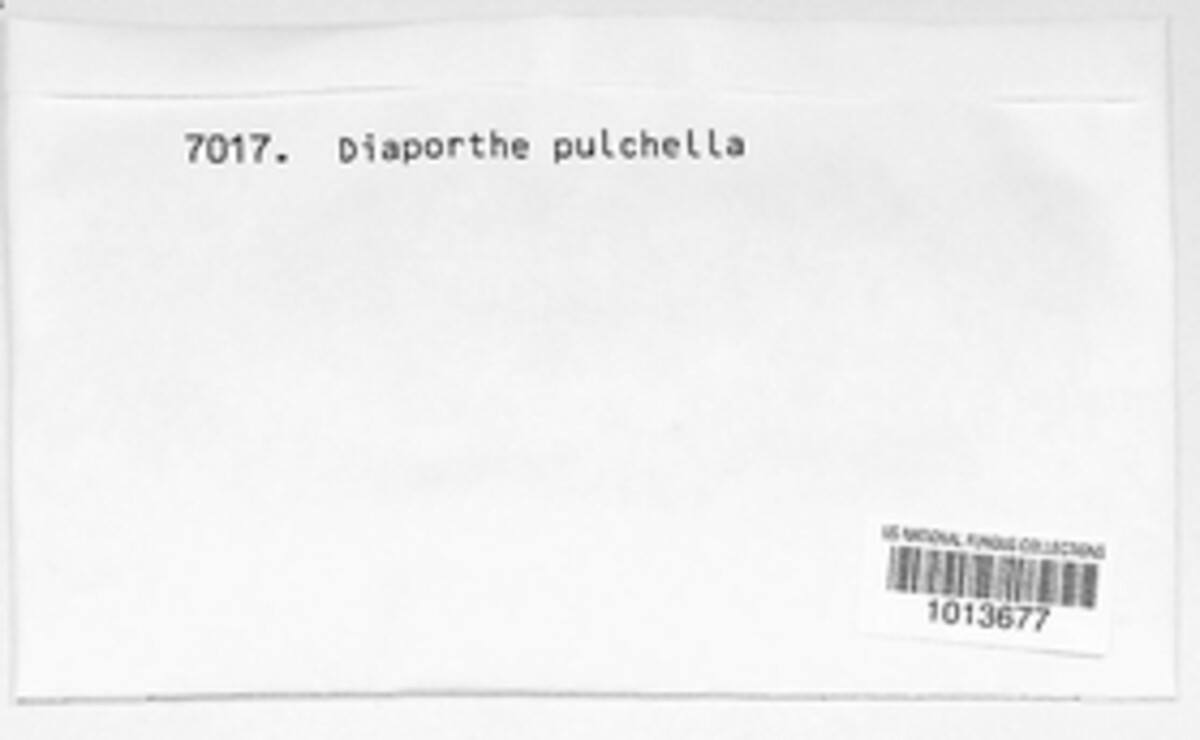 7017. Diaporthe pulchella
US NATIONAL FUNGUS COLLECTIONS
1013677